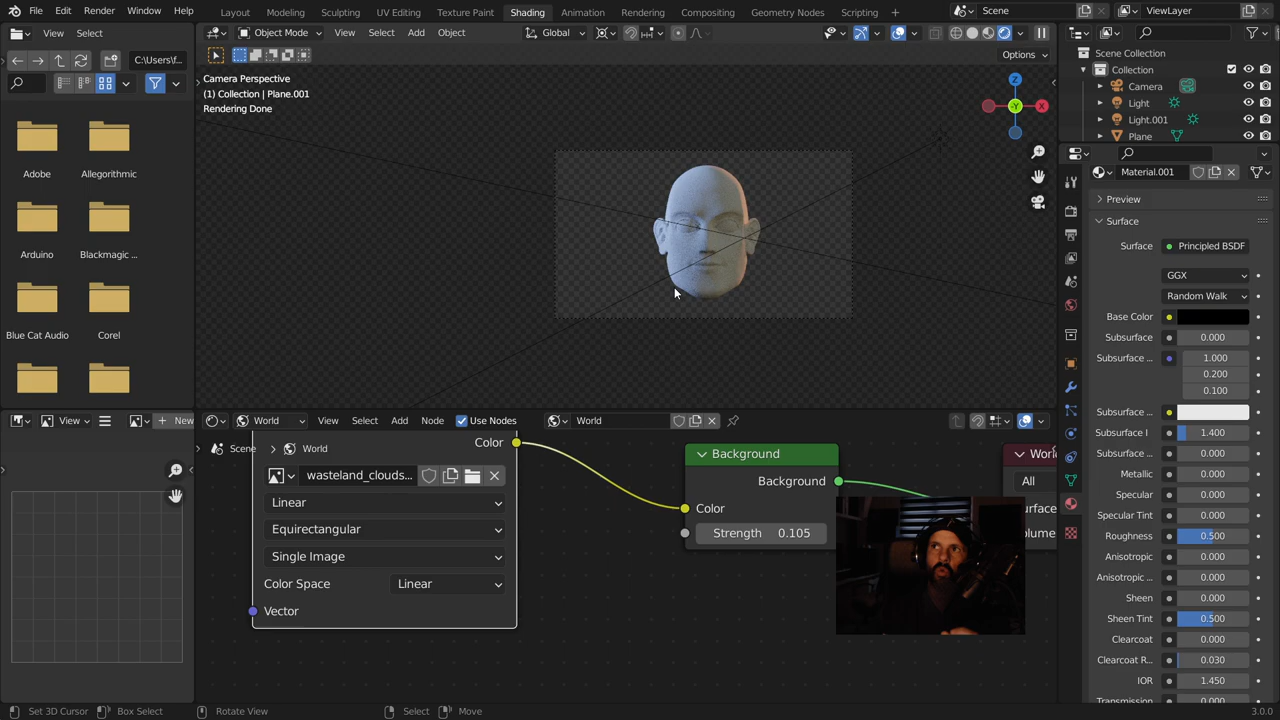 File Edit Render Window Help Layout Modeling Sculpting UV Editing Texture Paint Shading Animation Rendering Compositing Geometry Nodes Scripting + Scene ViewLayer
View Select
C:\Users\f...
Object Mode View Select Add Object Global
Options
Camera Perspective
(1) Collection | Plane.001
Rendering Done
Z
-Y
X
Adobe
Allegorithmic
Arduino
Blackmagic ...
Blue Cat Audio
Corel
View New
World View Select Add Node Use Nodes World
Scene > World
Color
wasteland_clouds...
Linear
Equirectangular
Single Image
Color Space Linear
Vector
Background
Background
Color
Strength 0.105
All
Scene Collection
Collection
Camera
Light
Light.001
Plane
Material.001
Preview
Surface
Surface Principled BSDF
GGX
Random Walk
Base Color
Subsurface 0.000
Subsurface ... 1.000
0.200
0.100
Subsurface ...
Subsurface I 1.400
Subsurface ... 0.000
Metallic 0.000
Specular 0.000
Specular Tint 0.000
Roughness 0.500
Anisotropic 0.000
Anisotropic ... 0.000
Sheen 0.000
Sheen Tint 0.500
Clearcoat 0.000
Clearcoat R... 0.030
IOR 1.450
Set 3D Cursor Box Select Rotate View Select Move 3.0.0